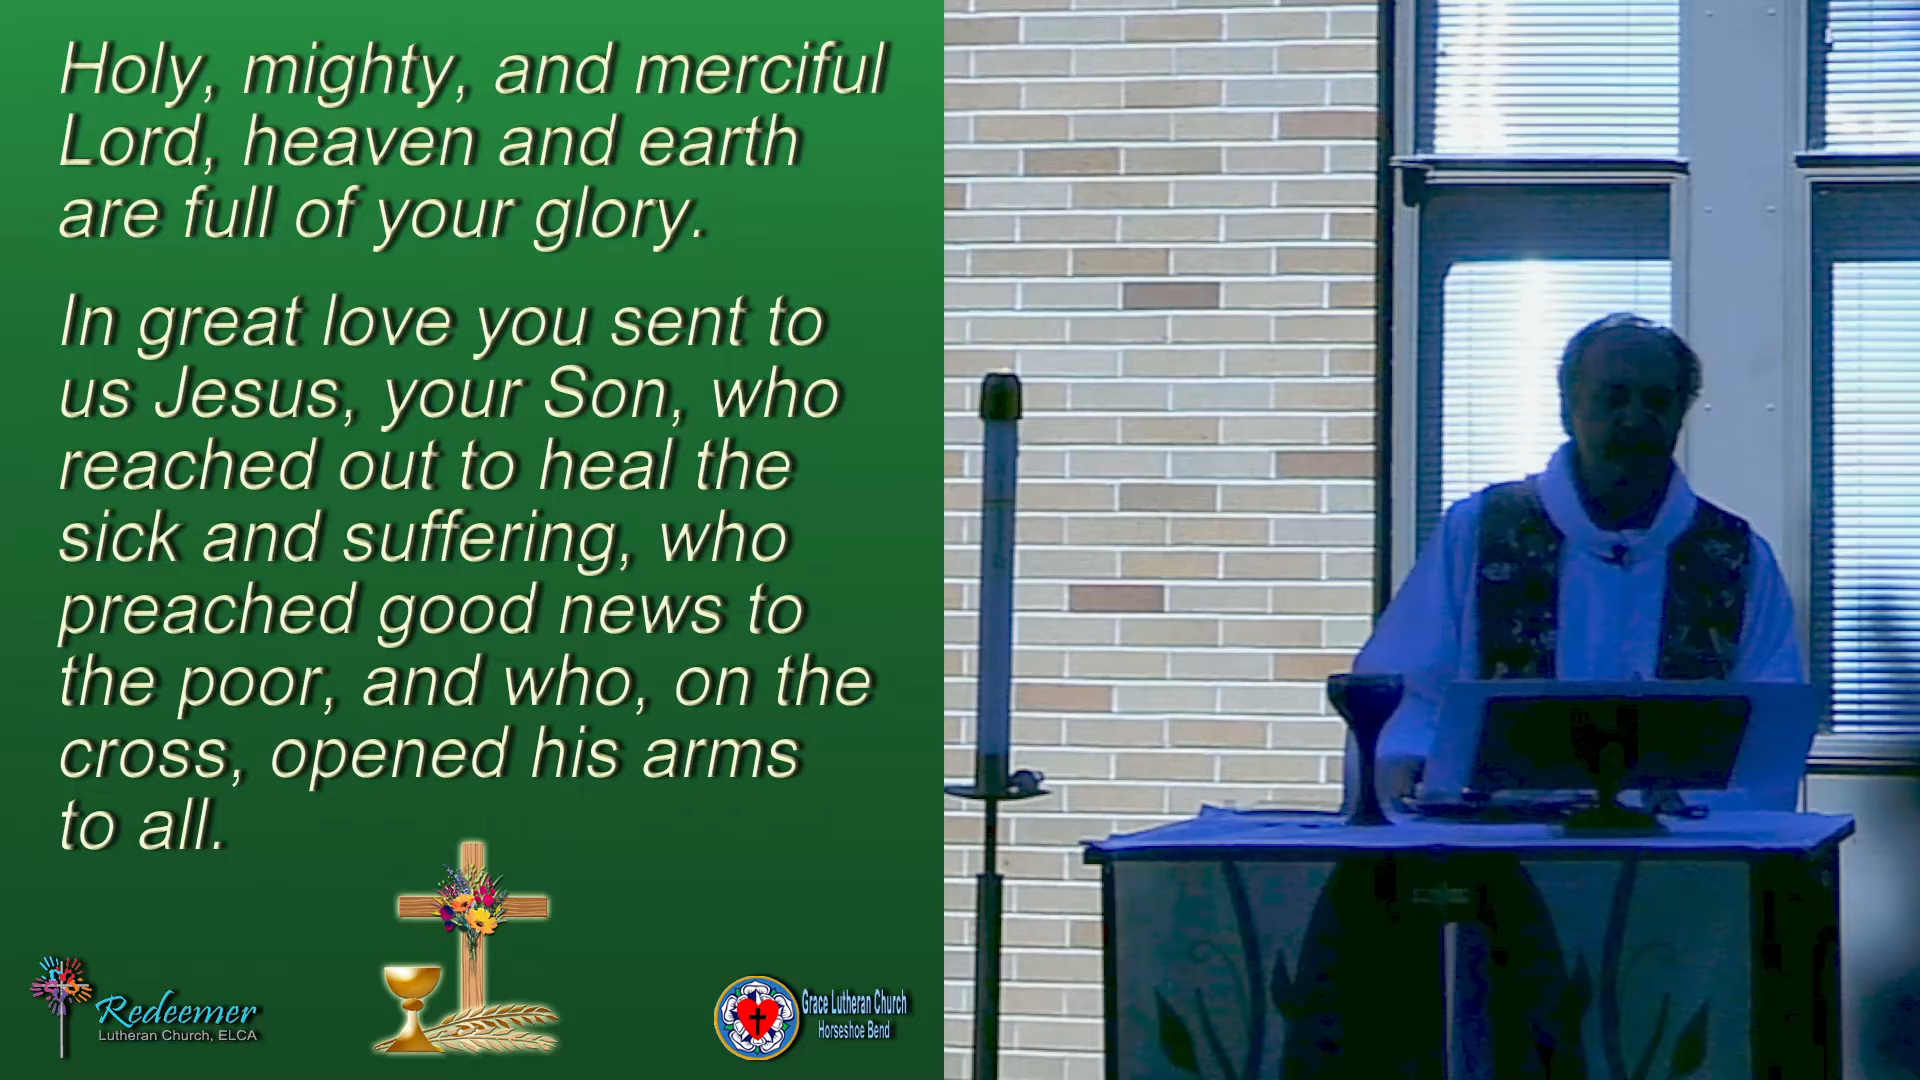 Holy, mighty, and merciful
Lord, heaven and earth
are full of your glory.
In great love you sent to
us Jesus, your Son, who
reached out to heal the
sick and suffering, who
preached good news to
the poor, and who, on the
cross, opened his arms
to all.
Redeemer
Lutheran Church, ELCA
Grace Lutheran Church
Horseshoe Bend